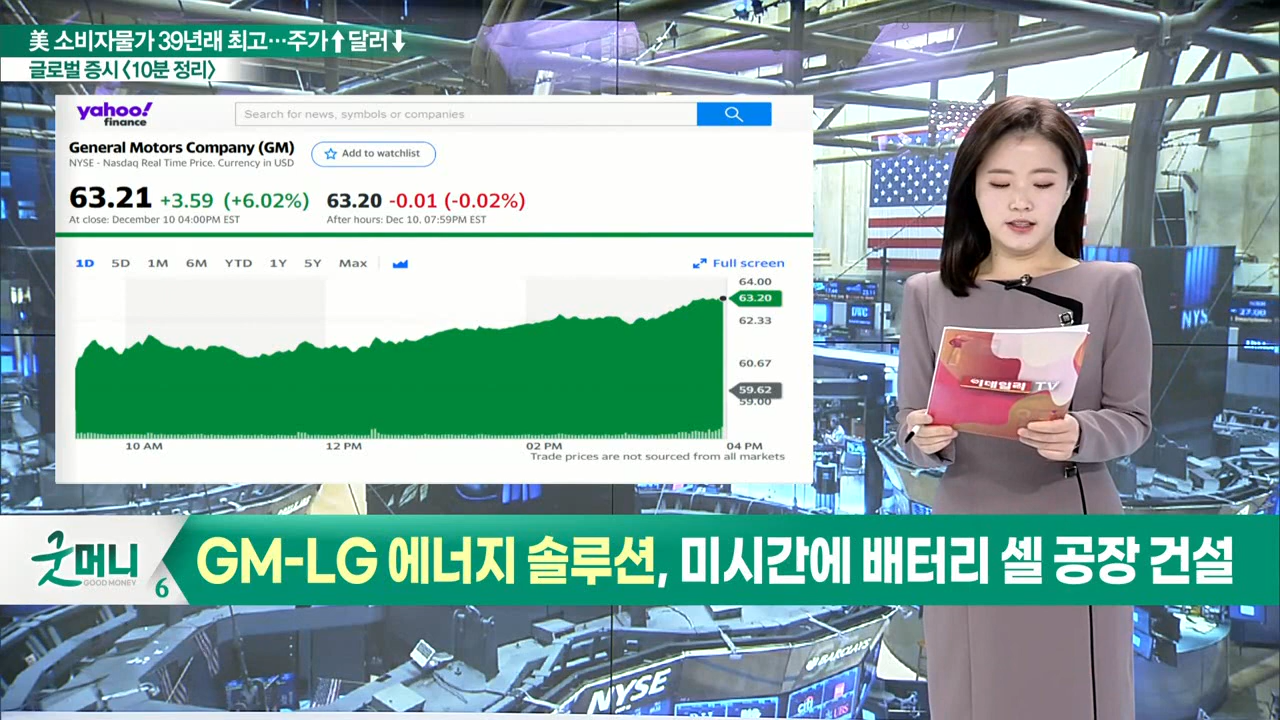 美 소비자물가 39년래 최고…주가↑달러↓
글로벌 증시 <10분 정리>
yahoo!
finance
Search for news, symbols or companies
General Motors Company (GM)
NYSE - Nasdaq Real Time Price. Currency in USD
Add to watchlist
63.21 +3.59 (+6.02%) 63.20 -0.01 (-0.02%)
At close: December 10 04:00PM EST After hours: Dec 10, 07:59PM EST
1D 5D 1M 6M YTD 1Y 5Y Max Full screen
64.00
63.20
62.33
60.67
59.62
59.00
10 AM 12 PM 02 PM 04 PM
Trade prices are not sourced from all markets
이데일리 TV
NYS
굿머니
GOOD MONEY
6
GM-LG 에너지 솔루션, 미시간에 배터리 셀 공장 건설
NYSE
BARCLAYS
citi
UBS